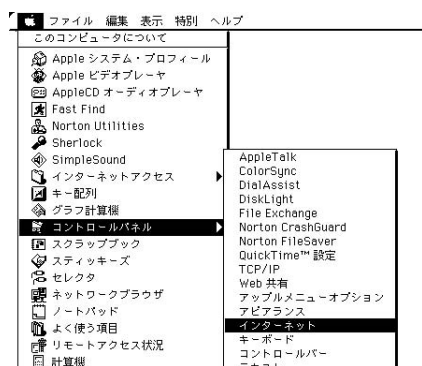 ファイル 編集 表示 特別 ヘルプ
このコンピュータについて
Apple システム・プロフィール
Apple ビデオプレーヤ
AppleCD オーディオプレーヤ
Fast Find
Norton Utilities
Sherlock
SimpleSound
インターネットアクセス
キー配列
グラフ計算機
コントロールパネル
スクラップブック
スティッキーズ
セレクタ
ネットワークブラウザ
ノートパッド
よく使う項目
リモートアクセス状況
計算機
AppleTalk
ColorSync
DialAssist
DiskLight
File Exchange
Norton CrashGuard
Norton FileSaver
QuickTime™ 設定
TCP/IP
Web 共有
アップルメニューオプション
アピアランス
インターネット
キーボード
コントロールバー